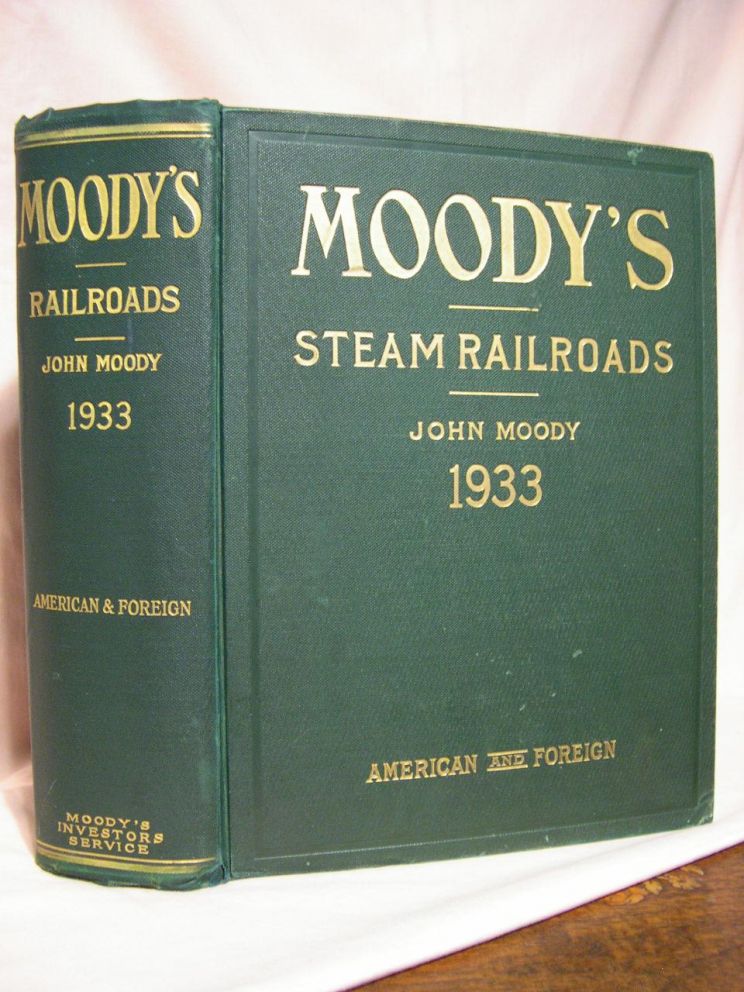 MOODY'S
RAILROADS
JOHN MOODY
1933
AMERICAN & FOREIGN
MOODY'S
INVESTORS
SERVICE
MOODY'S
STEAM RAILROADS
JOHN MOODY
1933
AMERICAN AND FOREIGN